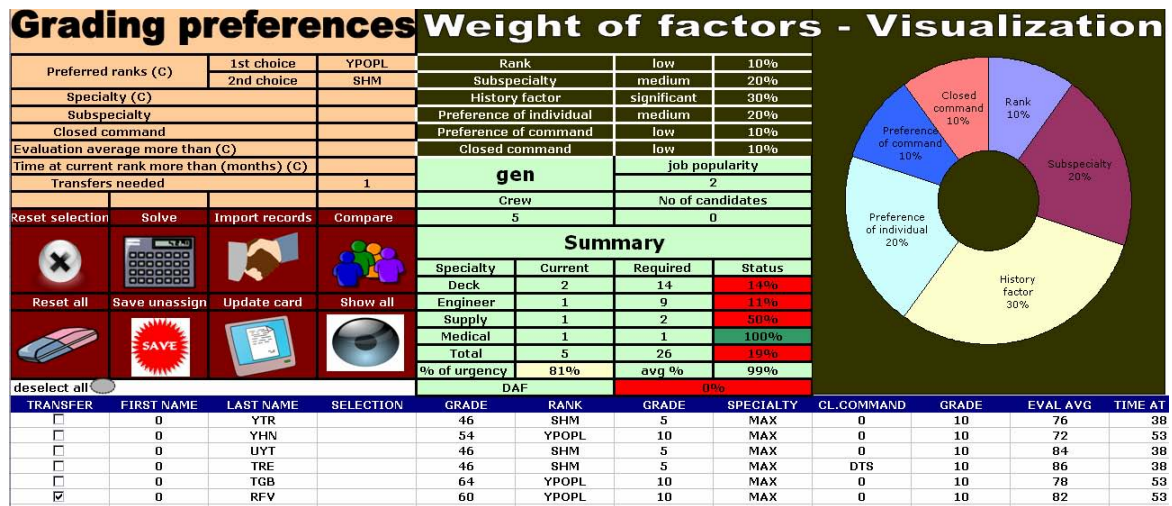 Grading preferences Weight of factors - Visualization
Preferred ranks (C) 1st choice YPOPL
2nd choice SHM
Specialty (C)
Subspecialty
Closed command
Evaluation average more than (C)
Time at current rank more than (months) (C)
Transfers needed 1
Rank low 10%
Subspecialty medium 20%
History factor significant 30%
Preference of individual medium 20%
Preference of command low 10%
Closed command low 10%
gen job popularity
2
Crew No of candidates
5 0
Closed
command
10%
Rank
10%
Preference
of command
10%
Subspecialty
20%
Preference
of individual
20%
History
factor
30%
Reset selection Solve Import records Compare
Reset all Save unassign Update card Show all
SAVE
deselect all
Summary
Specialty Current Required Status
Deck 2 14 14%
Engineer 1 9 11%
Supply 1 2 50%
Medical 1 1 100%
Total 5 26 19%
% of urgency 81% avg % 99%
DAF 0%
TRANSFER FIRST NAME LAST NAME SELECTION GRADE RANK GRADE SPECIALTY CL.COMMAND GRADE EVAL AVG TIME AT
0 YTR 46 SHM 5 MAX 0 10 76 38
0 YHN 54 YPOPL 10 MAX 0 10 72 53
0 UYT 46 SHM 5 MAX 0 10 84 38
0 TRE 46 SHM 5 MAX DTS 10 86 38
0 TGB 64 YPOPL 10 MAX 0 10 78 53
0 RFV 60 YPOPL 10 MAX 0 10 82 53